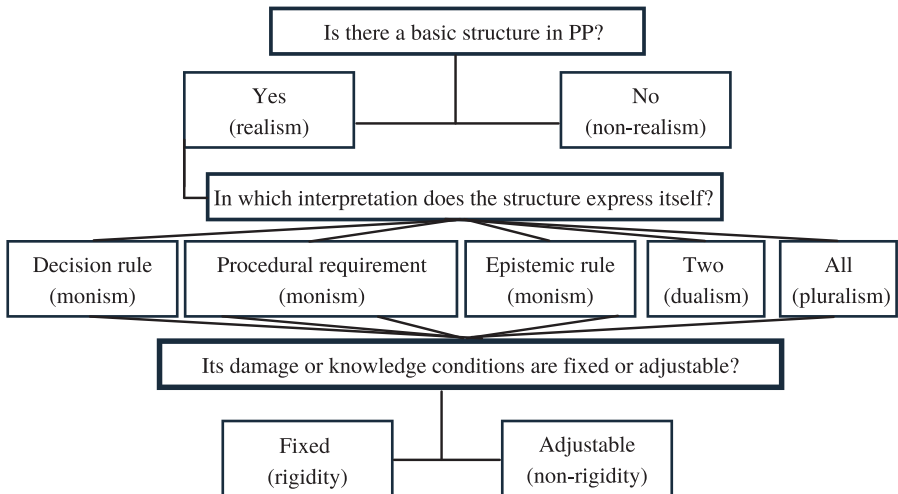 Is there a basic structure in PP?
Yes
(realism)
No
(non-realism)
In which interpretation does the structure express itself?
Decision rule
(monism)
Procedural requirement
(monism)
Epistemic rule
(monism)
Two
(dualism)
All
(pluralism)
Its damage or knowledge conditions are fixed or adjustable?
Fixed
(rigidity)
Adjustable
(non-rigidity)